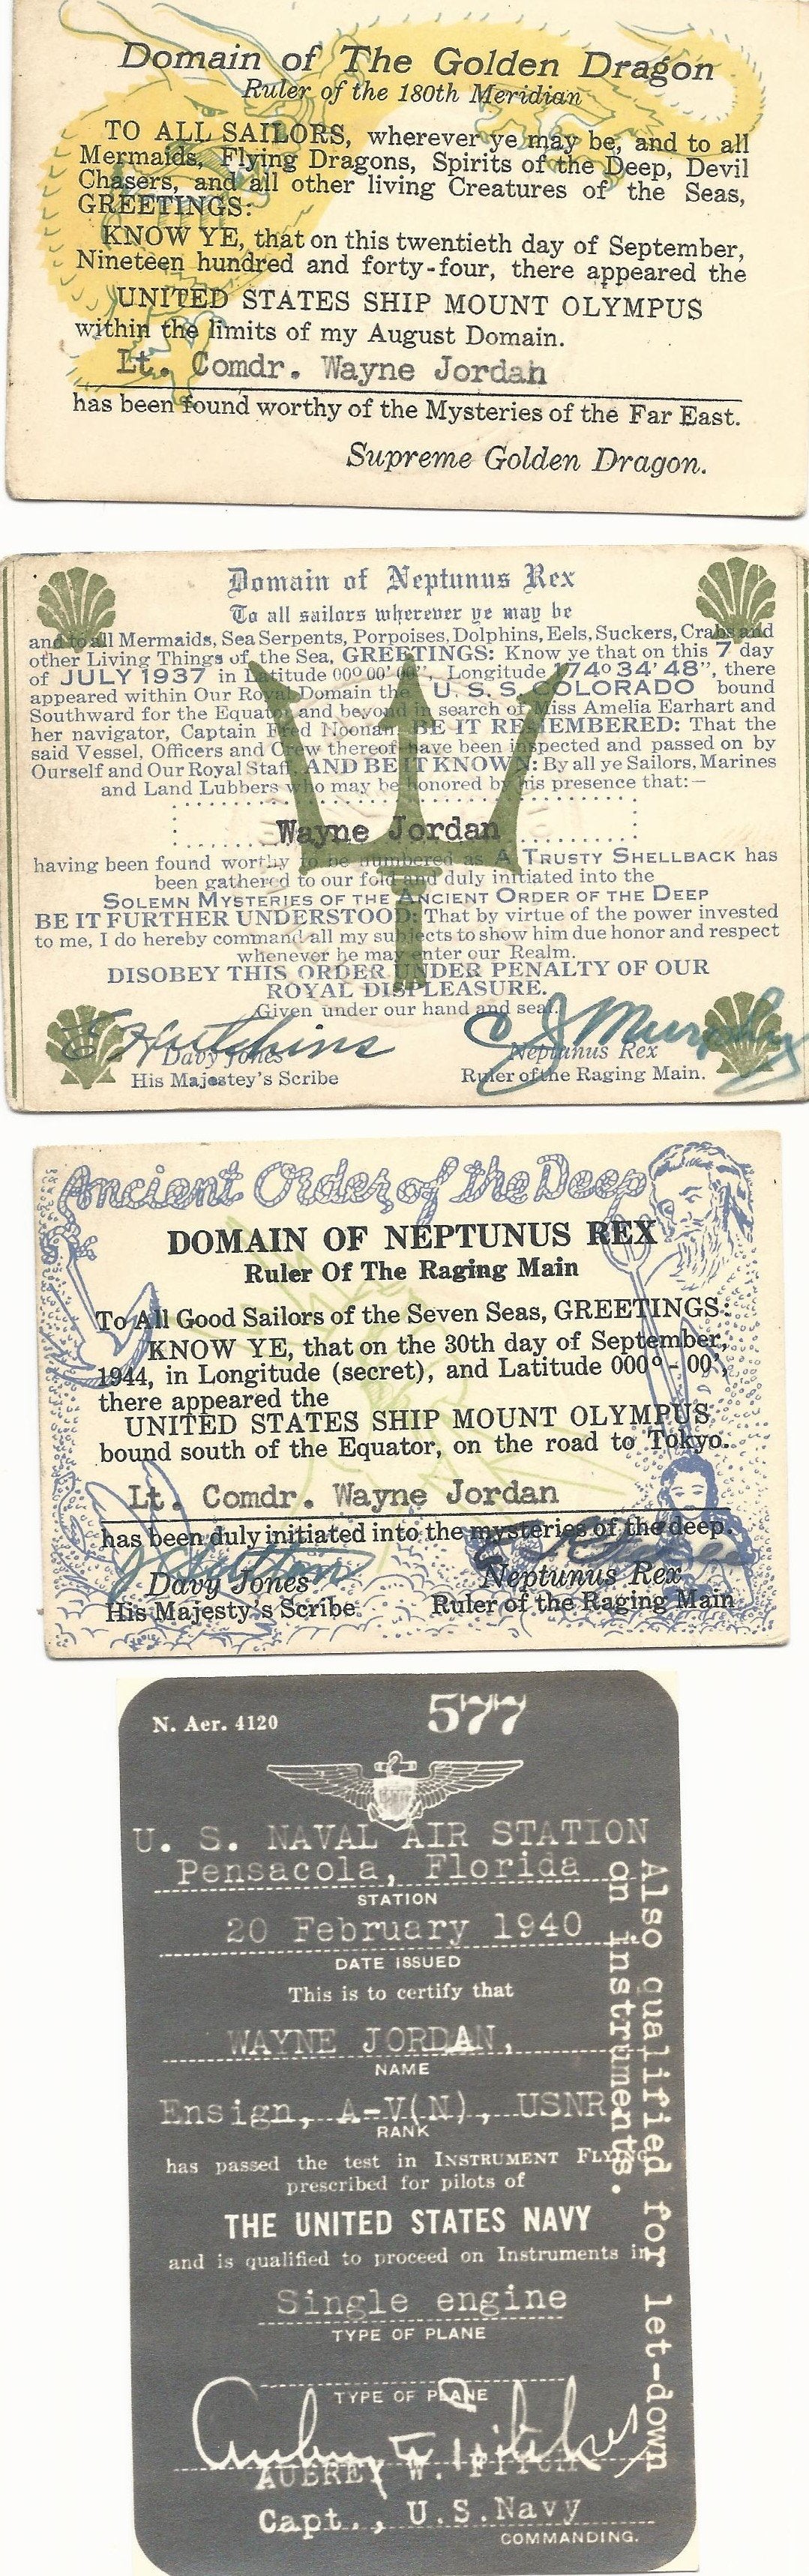 Domain of The Golden Dragon
Ruler of the 180th Meridian
TO ALL SAILORS, wherever ye may be, and to all
Mermaids, Flying Dragons, Spirits of the Deep, Devil
Chasers, and all other living Creatures of the Seas,
GREETINGS:
KNOW YE, that on this twentieth day of September,
Nineteen hundred and forty-four, there appeared the
UNITED STATES SHIP MOUNT OLYMPUS
within the limits of my August Domain.
Lt. Comdr. Wayne Jordan
has been found worthy of the Mysteries of the Far East.
Supreme Golden Dragon.
Domain of Neptunus Rex
To all sailors wherever ye may be
and to all Mermaids, Sea Serpents, Porpoises, Dolphins, Eels, Suckers, Crabs and
other Living Things of the Sea, GREETINGS: Know ye that on this 7 day
of JULY 1937 in Latitude 00º 00' 00", Longitude 174º 34' 48", there
appeared within Our Royal Domain the U. S. S. COLORADO bound
Southward for the Equator and beyond in search of Miss Amelia Earhart and
her navigator, Captain Fred Noonan BE IT REMEMBERED: That the
said Vessel, Officers and Crew thereof have been inspected and passed on by
Ourself and Our Royal Staff, AND BE IT KNOWN: By all ye Sailors, Marines
and Land Lubbers who may be honored by his presence that:—
Wayne Jordan
having been found worthy to be numbered as A TRUSTY SHELLBACK has
been gathered to our fold and duly initiated into the
SOLEMN MYSTERIES OF THE ANCIENT ORDER OF THE DEEP
BE IT FURTHER UNDERSTOOD: That by virtue of the power invested
to me, I do hereby command all my subjects to show him due honor and respect
whenever he may enter our Realm.
DISOBEY THIS ORDER UNDER PENALTY OF OUR
ROYAL DISPLEASURE.
Given under our hand and seal.
E Hutchins C J Murphy
Davy Jones Neptunus Rex
His Majestey's Scribe Ruler of the Raging Main.
Ancient Order of the Deep
DOMAIN OF NEPTUNUS REX
Ruler Of The Raging Main
To All Good Sailors of the Seven Seas, GREETINGS:
KNOW YE, that on the 30th day of September,
1944, in Longitude (secret), and Latitude 000º - 00',
there appeared the
UNITED STATES SHIP MOUNT OLYMPUS
bound south of the Equator, on the road to Tokyo.
Lt. Comdr. Wayne Jordan
has been duly initiated into the mysteries of the deep.
Davy Jones Neptunus Rex
His Majesty's Scribe Ruler of the Raging Main
N. Aer. 4120 577
U. S. NAVAL AIR STATION
Pensacola, Florida
STATION
20 February 1940
DATE ISSUED
This is to certify that
WAYNE JORDAN,
NAME
Ensign, A-V(N), USNR.
RANK
has passed the test in INSTRUMENT FLYING
prescribed for pilots of
THE UNITED STATES NAVY
and is qualified to proceed on Instruments in
Single engine
TYPE OF PLANE
TYPE OF PLANE
Aubrey W Fitch
AUBREY W. FITCH
Capt., U.S.Navy
COMMANDING.
Also qualified for let-down
on instruments.